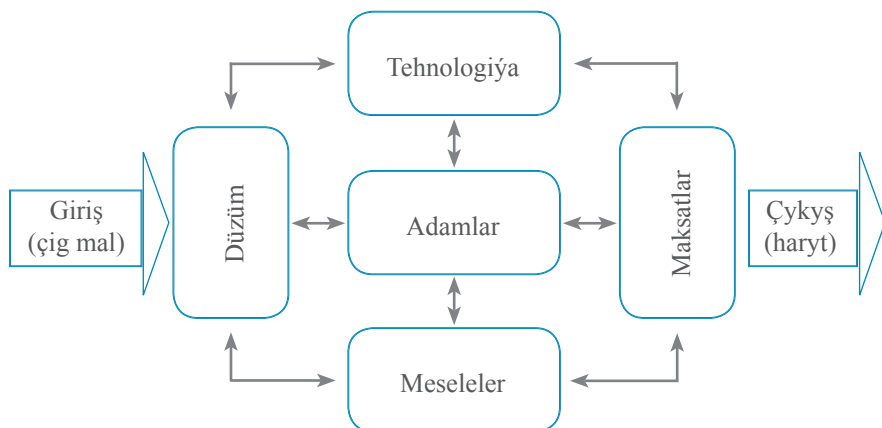 Tehnologiýa
Giriş
(çig mal)
Düzüm
Adamlar
Maksatlar
Çykyş
(haryt)
Meseleler